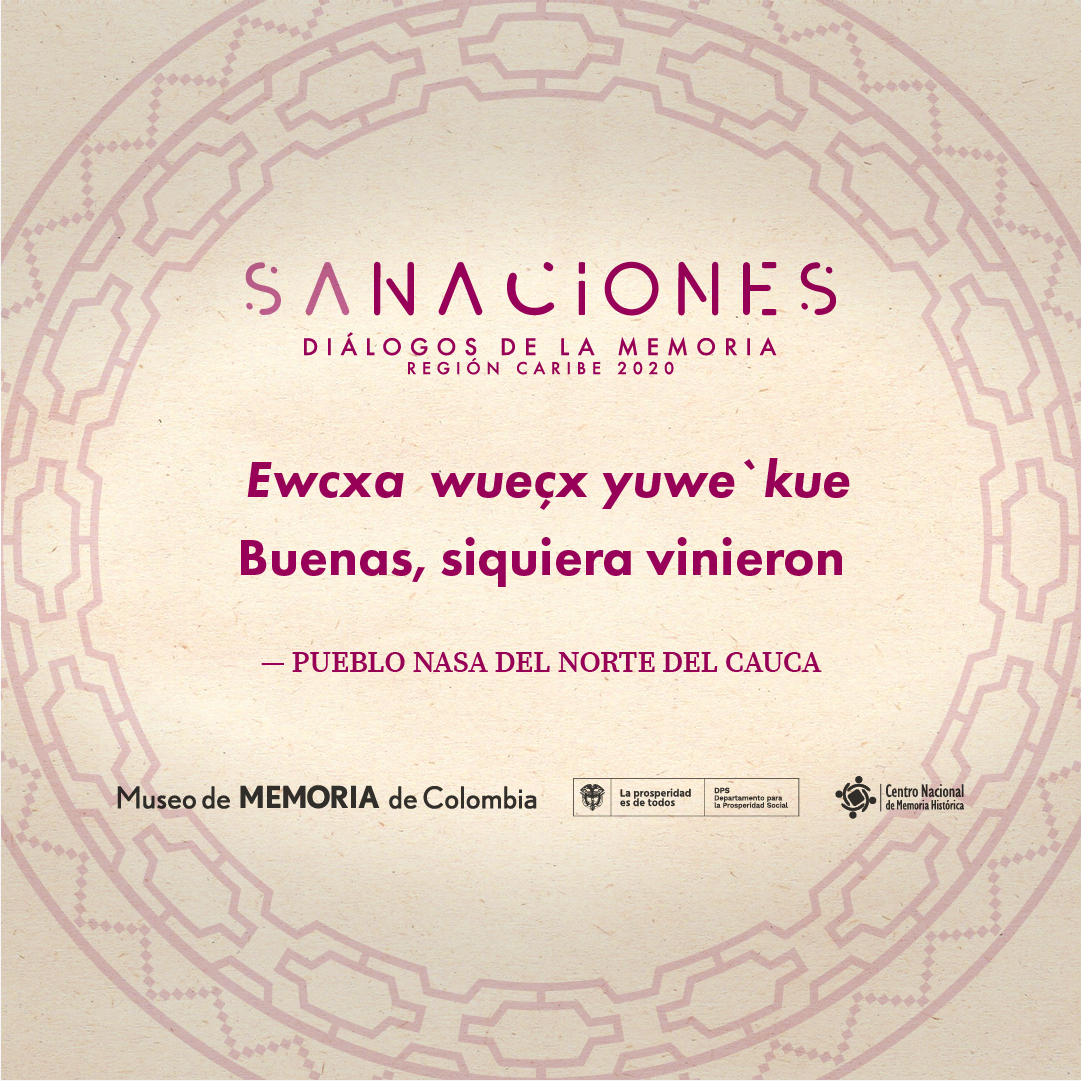 SANACiONES
DIÁLOGOS DE LA MEMORIA
REGIÓN CARIBE 2020
Ewcxa wueçx yuwe`kue
Buenas, siquiera vinieron
— PUEBLO NASA DEL NORTE DEL CAUCA
Museo de MEMORIA de Colombia
La prosperidad
es de todos
DPS
Departamento para
la Prosperidad Social
Centro Nacional
de Memoria Histórica